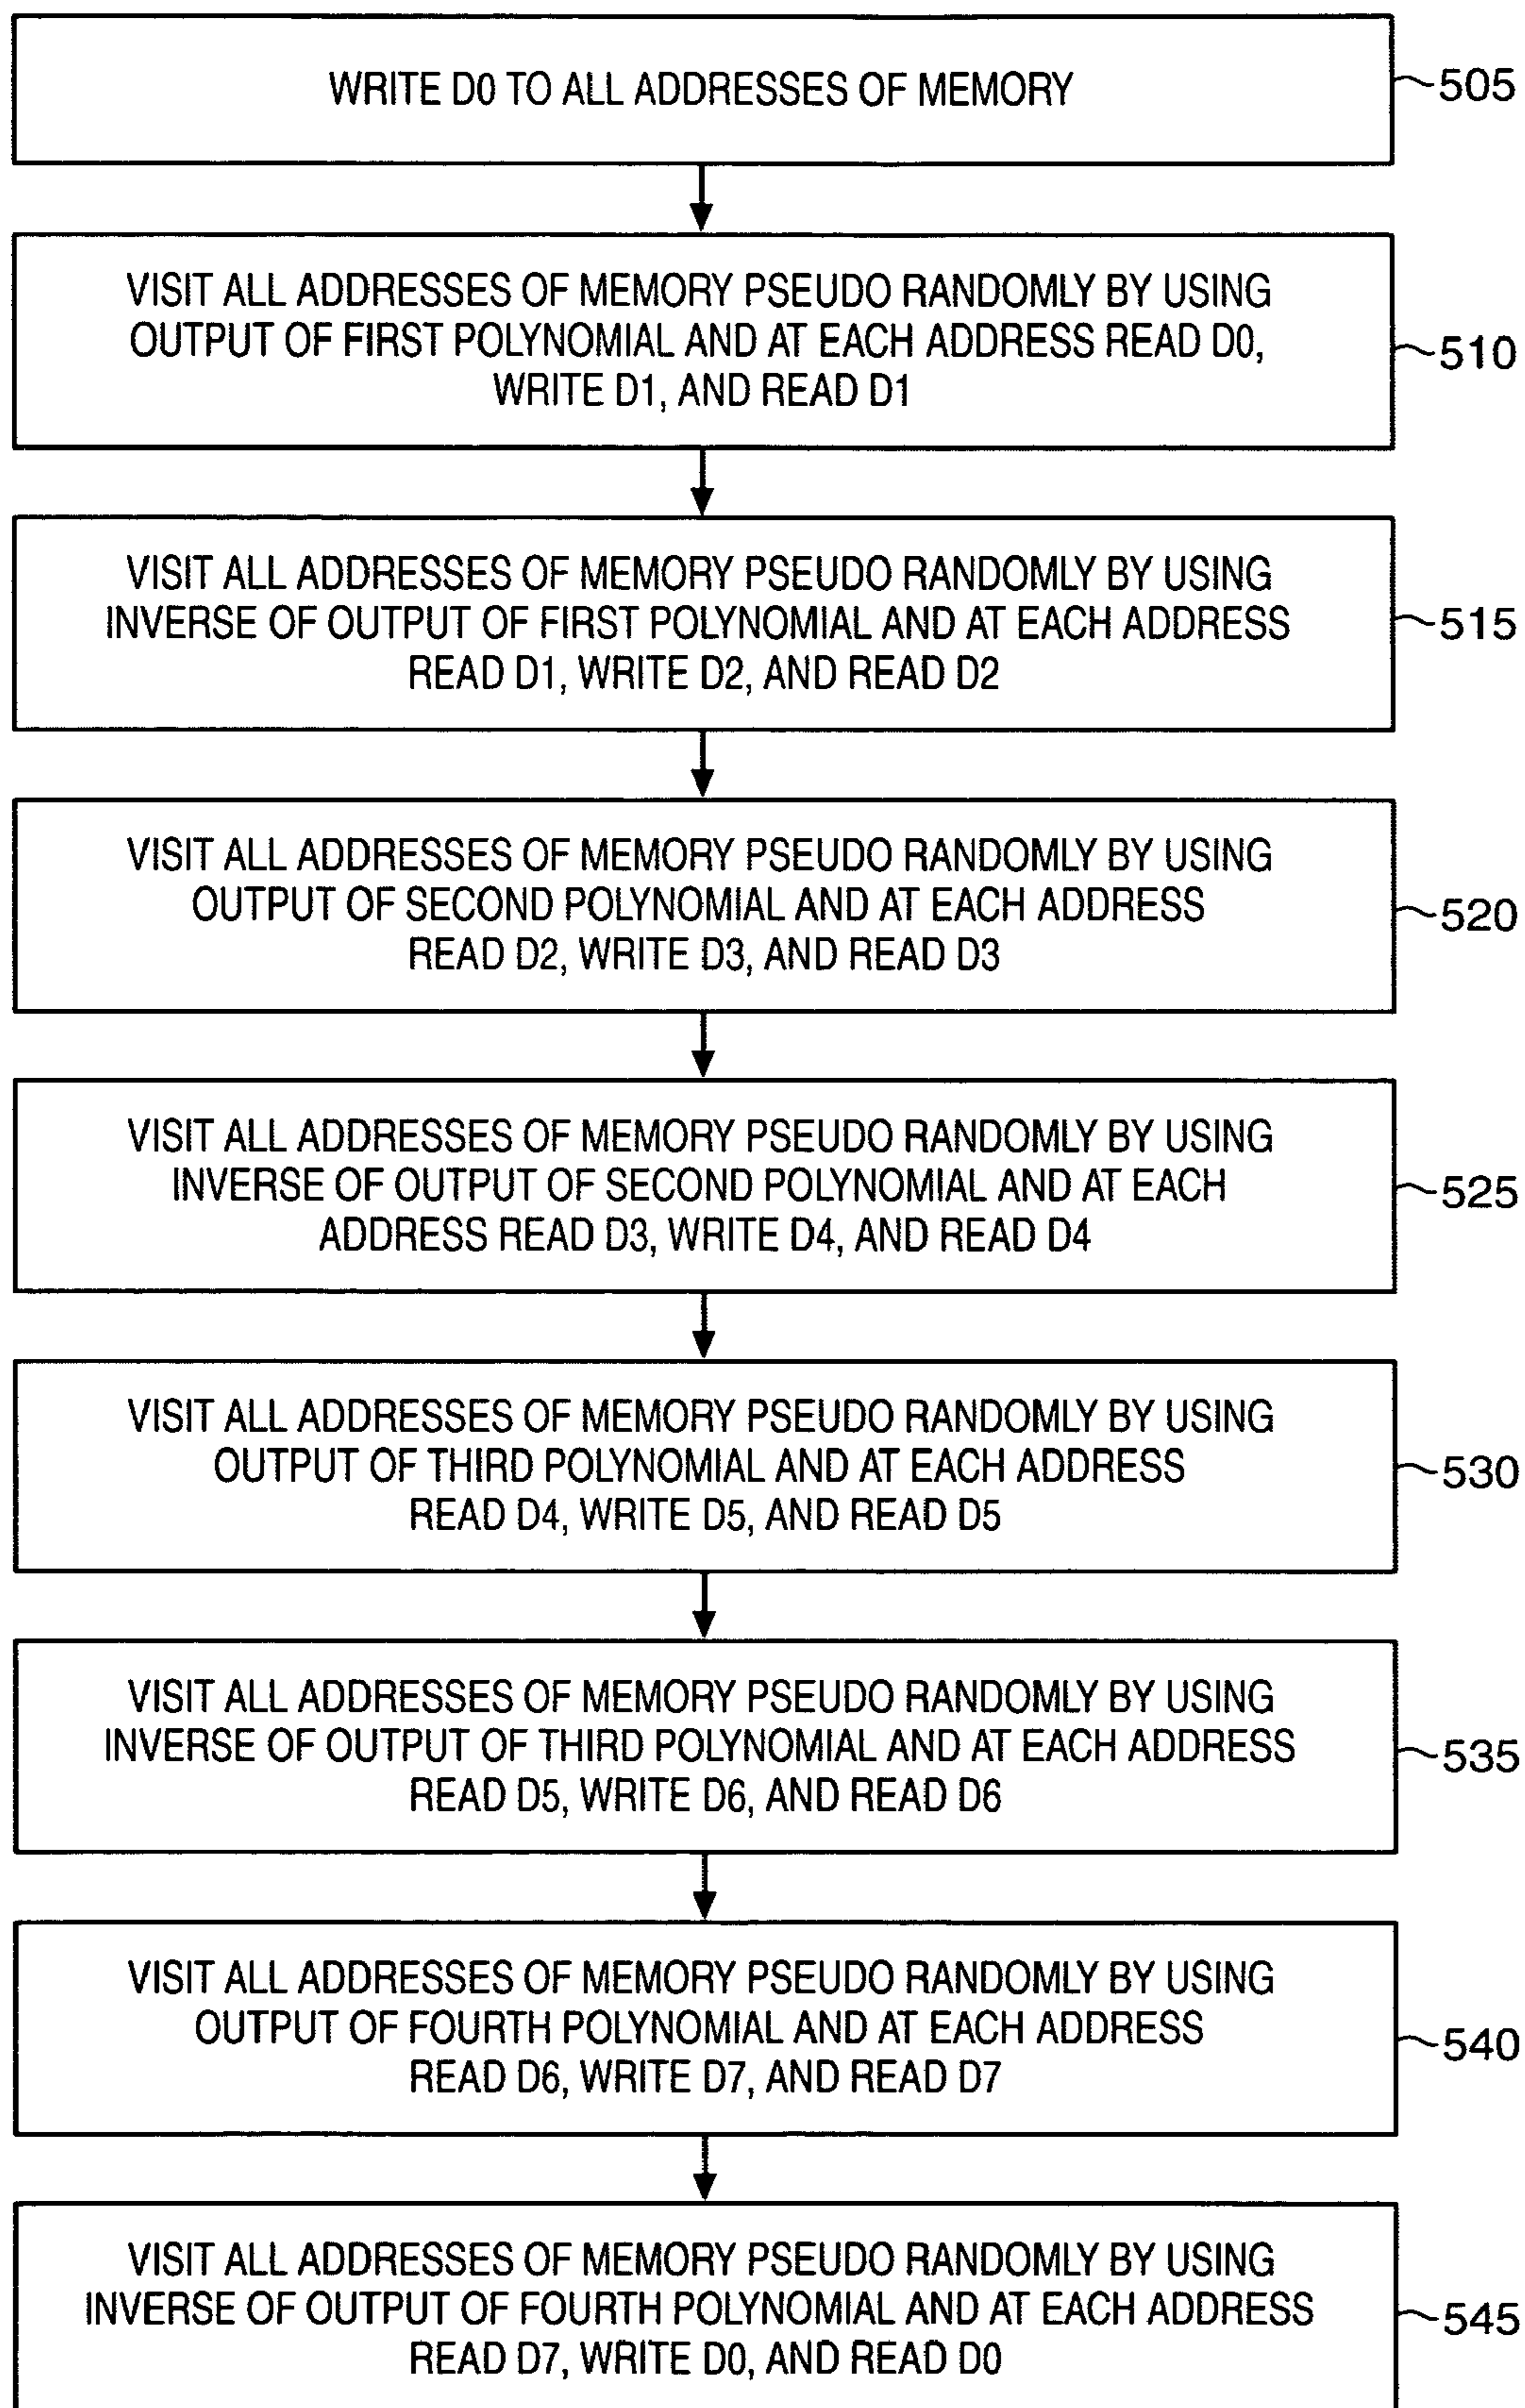 WRITE D0 TO ALL ADDRESSES OF MEMORY
505
VISIT ALL ADDRESSES OF MEMORY PSEUDO RANDOMLY BY USING
OUTPUT OF FIRST POLYNOMIAL AND AT EACH ADDRESS READ D0,
WRITE D1, AND READ D1
510
VISIT ALL ADDRESSES OF MEMORY PSEUDO RANDOMLY BY USING
INVERSE OF OUTPUT OF FIRST POLYNOMIAL AND AT EACH ADDRESS
READ D1, WRITE D2, AND READ D2
515
VISIT ALL ADDRESSES OF MEMORY PSEUDO RANDOMLY BY USING
OUTPUT OF SECOND POLYNOMIAL AND AT EACH ADDRESS
READ D2, WRITE D3, AND READ D3
520
VISIT ALL ADDRESSES OF MEMORY PSEUDO RANDOMLY BY USING
INVERSE OF OUTPUT OF SECOND POLYNOMIAL AND AT EACH
ADDRESS READ D3, WRITE D4, AND READ D4
525
VISIT ALL ADDRESSES OF MEMORY PSEUDO RANDOMLY BY USING
OUTPUT OF THIRD POLYNOMIAL AND AT EACH ADDRESS
READ D4, WRITE D5, AND READ D5
530
VISIT ALL ADDRESSES OF MEMORY PSEUDO RANDOMLY BY USING
INVERSE OF OUTPUT OF THIRD POLYNOMIAL AND AT EACH ADDRESS
READ D5, WRITE D6, AND READ D6
535
VISIT ALL ADDRESSES OF MEMORY PSEUDO RANDOMLY BY USING
OUTPUT OF FOURTH POLYNOMIAL AND AT EACH ADDRESS
READ D6, WRITE D7, AND READ D7
540
VISIT ALL ADDRESSES OF MEMORY PSEUDO RANDOMLY BY USING
INVERSE OF OUTPUT OF FOURTH POLYNOMIAL AND AT EACH ADDRESS
READ D7, WRITE D0, AND READ D0
545